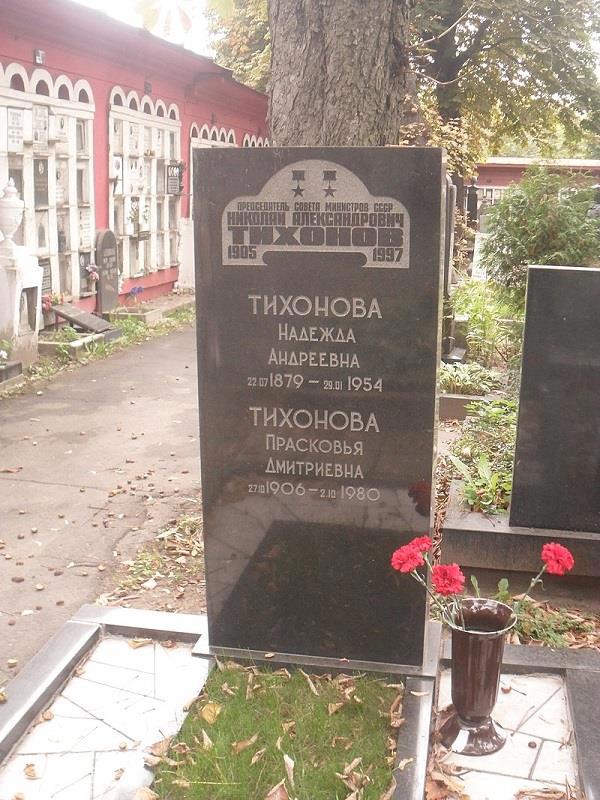 ПРЕДСЕДАТЕЛЬ СОВЕТА МИНИСТРОВ СССР
НИКОЛАЙ АЛЕКСАНДРОВИЧ
ТИХОНОВ
1905 1997
ТИХОНОВА
НАДЕЖДА
АНДРЕЕВНА
22.07 1879 – 29.01 1954
ТИХОНОВА
ПРАСКОВЬЯ
ДМИТРИЕВНА
27.10 1906 – 2.10 1980